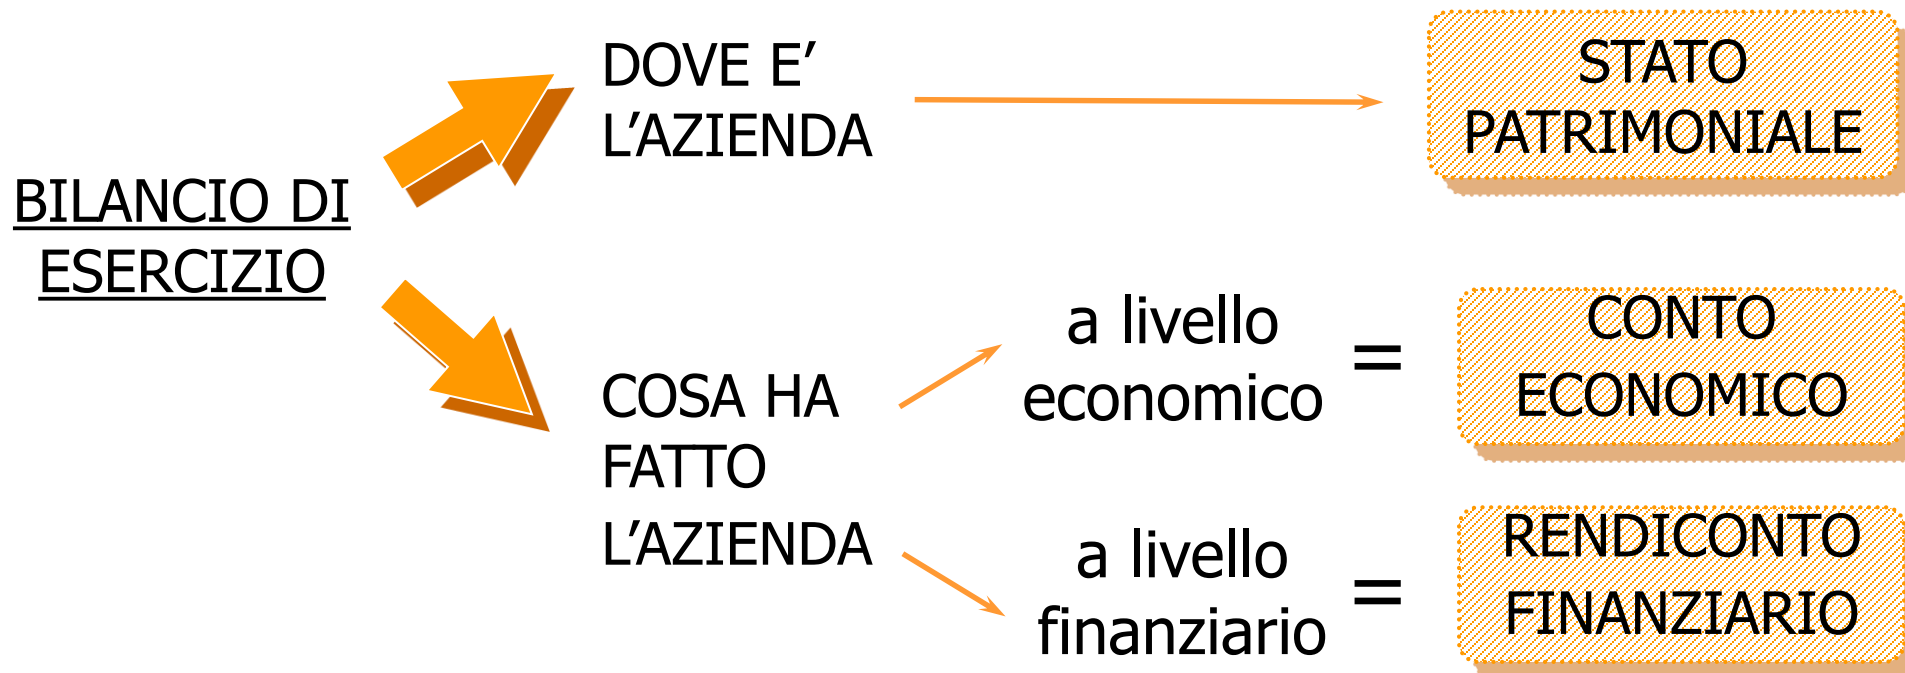 BILANCIO DI
ESERCIZIO
DOVE E’
L’AZIENDA
STATO
PATRIMONIALE
COSA HA
FATTO
L’AZIENDA
a livello
economico
=
CONTO
ECONOMICO
a livello
finanziario
=
RENDICONTO
FINANZIARIO